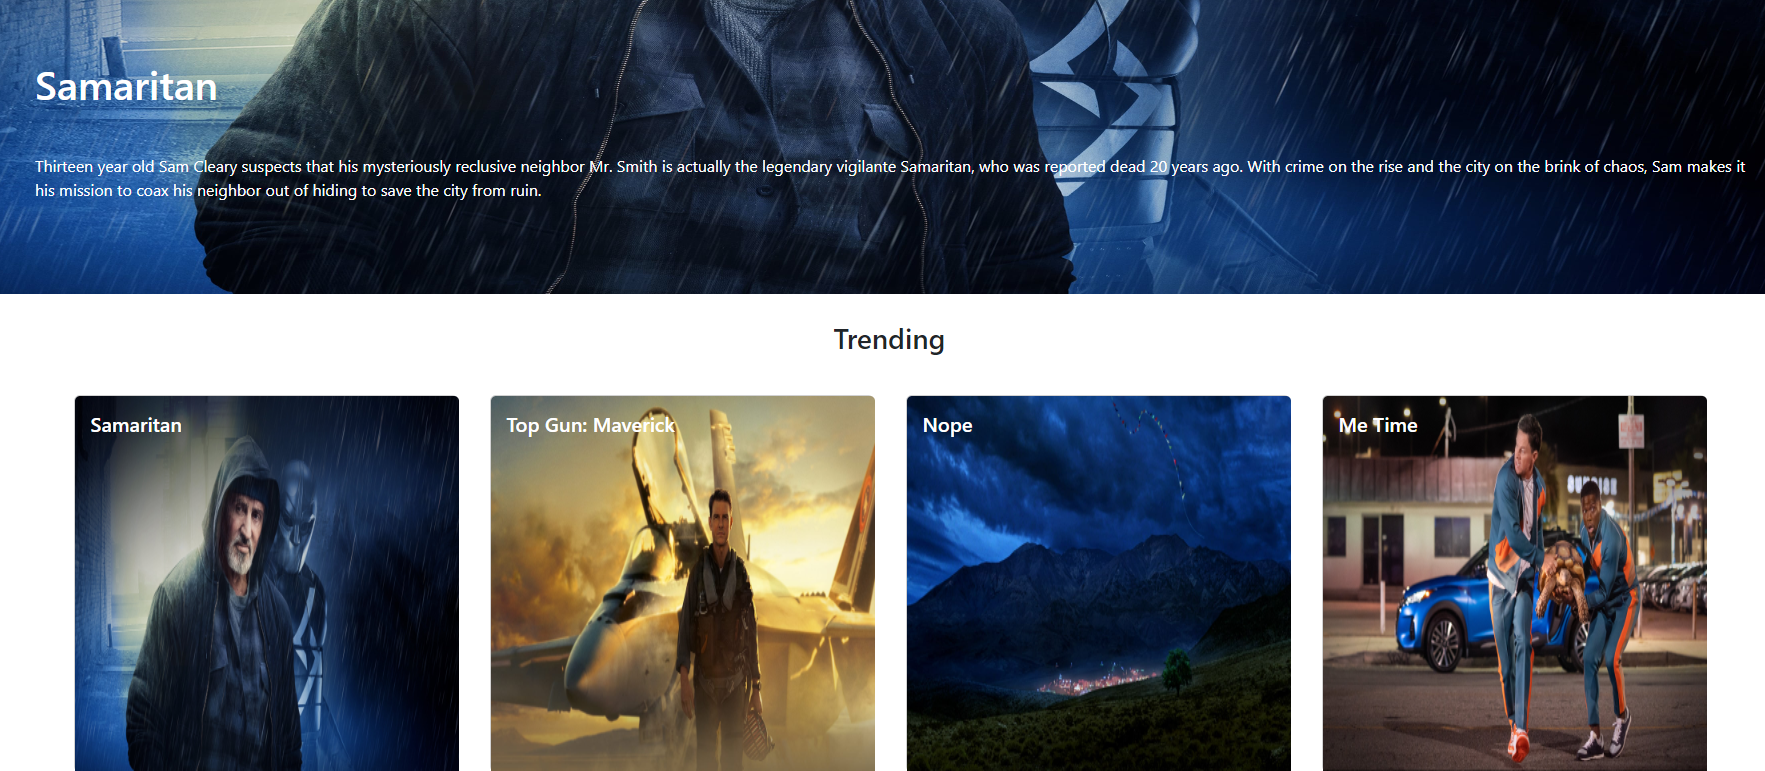 Samaritan
Thirteen year old Sam Cleary suspects that his mysteriously reclusive neighbor Mr. Smith is actually the legendary vigilante Samaritan, who was reported dead 20 years ago. With crime on the rise and the city on the brink of chaos, Sam makes it
his mission to coax his neighbor out of hiding to save the city from ruin.
Trending
Samaritan
Top Gun: Maverick
Nope
Me Time